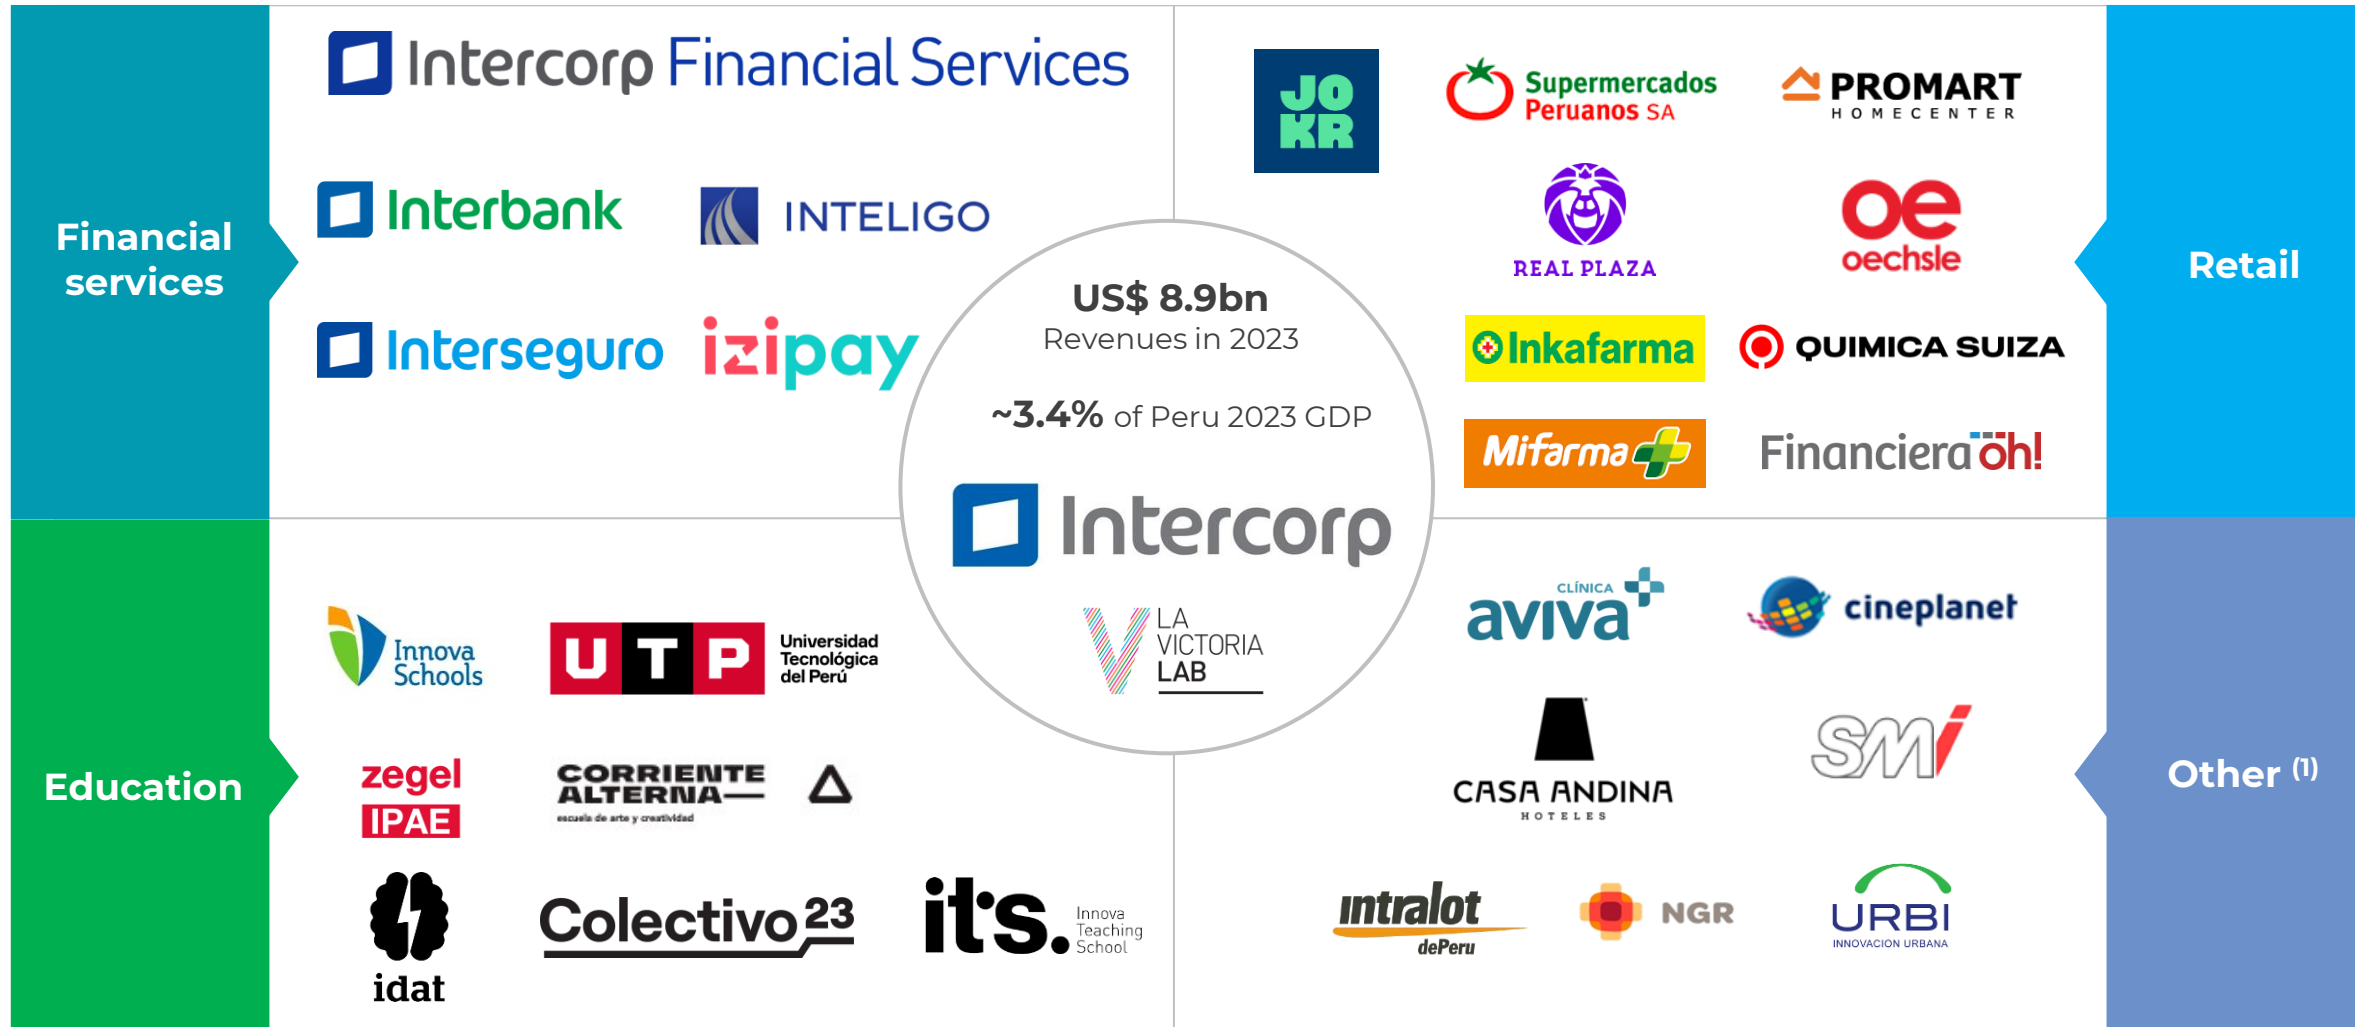 Financial
services
Intercorp Financial Services
Interbank
INTELIGO
Interseguro
izipay
JO
KR
Supermercados
Peruanos SA
PROMART
HOMECENTER
REAL PLAZA
oe
oechsle
Inkafarma
QUIMICA SUIZA
Mifarma
Financiera öh!
Retail
US$ 8.9bn
Revenues in 2023
~3.4% of Peru 2023 GDP
Intercorp
LA
VICTORIA
LAB
Education
Innova
Schools
UTP
Universidad
Tecnológica
del Perú
zegel
IPAE
CORRIENTE
ALTERNA
escuela de arte y creatividad
idat
Colectivo 23
it's.
Innova
Teaching
School
CLÍNICA
aviva
cineplanet
CASA ANDINA
HOTELES
SMi
intralot
dePeru
NGR
URBI
INNOVACION URBANA
Other (1)